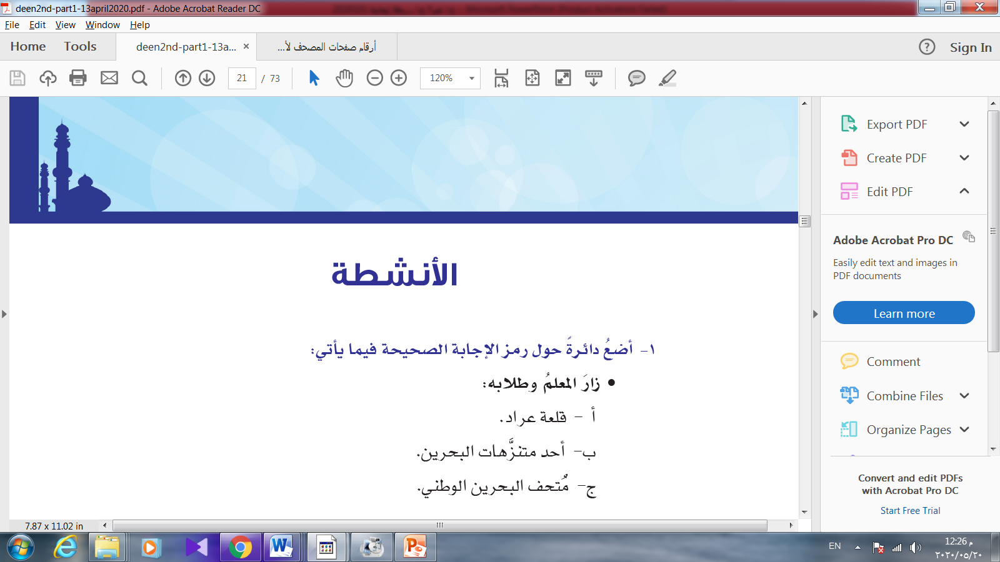 deen2nd-part1-13april2020.pdf - Adobe Acrobat Reader DC
File Edit View Window Help
Home Tools deen2nd-part1-13a... × أرقام صفحات المصحف لأ... ? Sign In
21 / 73 120%
Export PDF
Create PDF
Edit PDF
Adobe Acrobat Pro DC
Easily edit text and images in
PDF documents
Learn more
Comment
Combine Files
Organize Pages
Convert and edit PDFs
with Acrobat Pro DC
Start Free Trial
الأنشطة
١- أضعُ دائرةً حول رمز الإجابة الصحيحة فيما يأتي:
• زارَ المعلمُ وطلابه:
أ - قلعة عراد.
ب- أحد متنزَّهات البحرين.
ج- مُتحف البحرين الوطني.
7.87 x 11.02 in
EN
12:26 م
٢٠٢٠/٠٥/٢٠